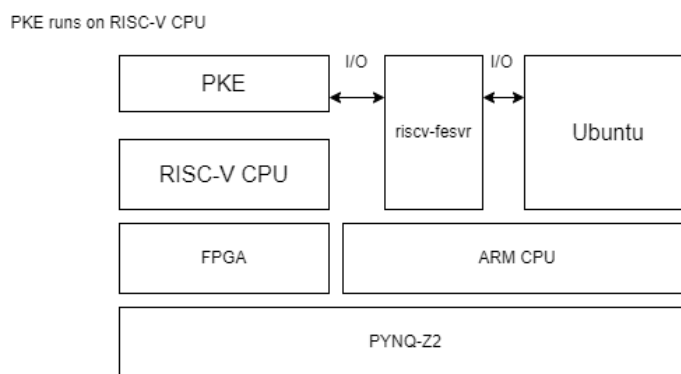 PKE runs on RISC-V CPU
PKE
I/O
riscv-fesvr
I/O
Ubuntu
RISC-V CPU
FPGA
ARM CPU
PYNQ-Z2